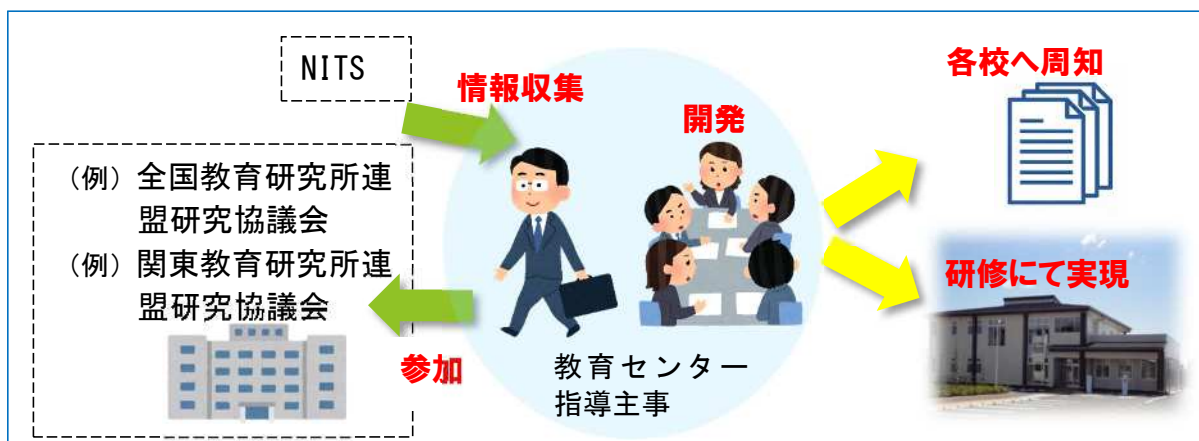 NITS
情報収集
(例) 全国教育研究所連
盟研究協議会
(例) 関東教育研究所連
盟研究協議会
参加
開発
教育センター
指導主事
各校へ周知
研修にて実現